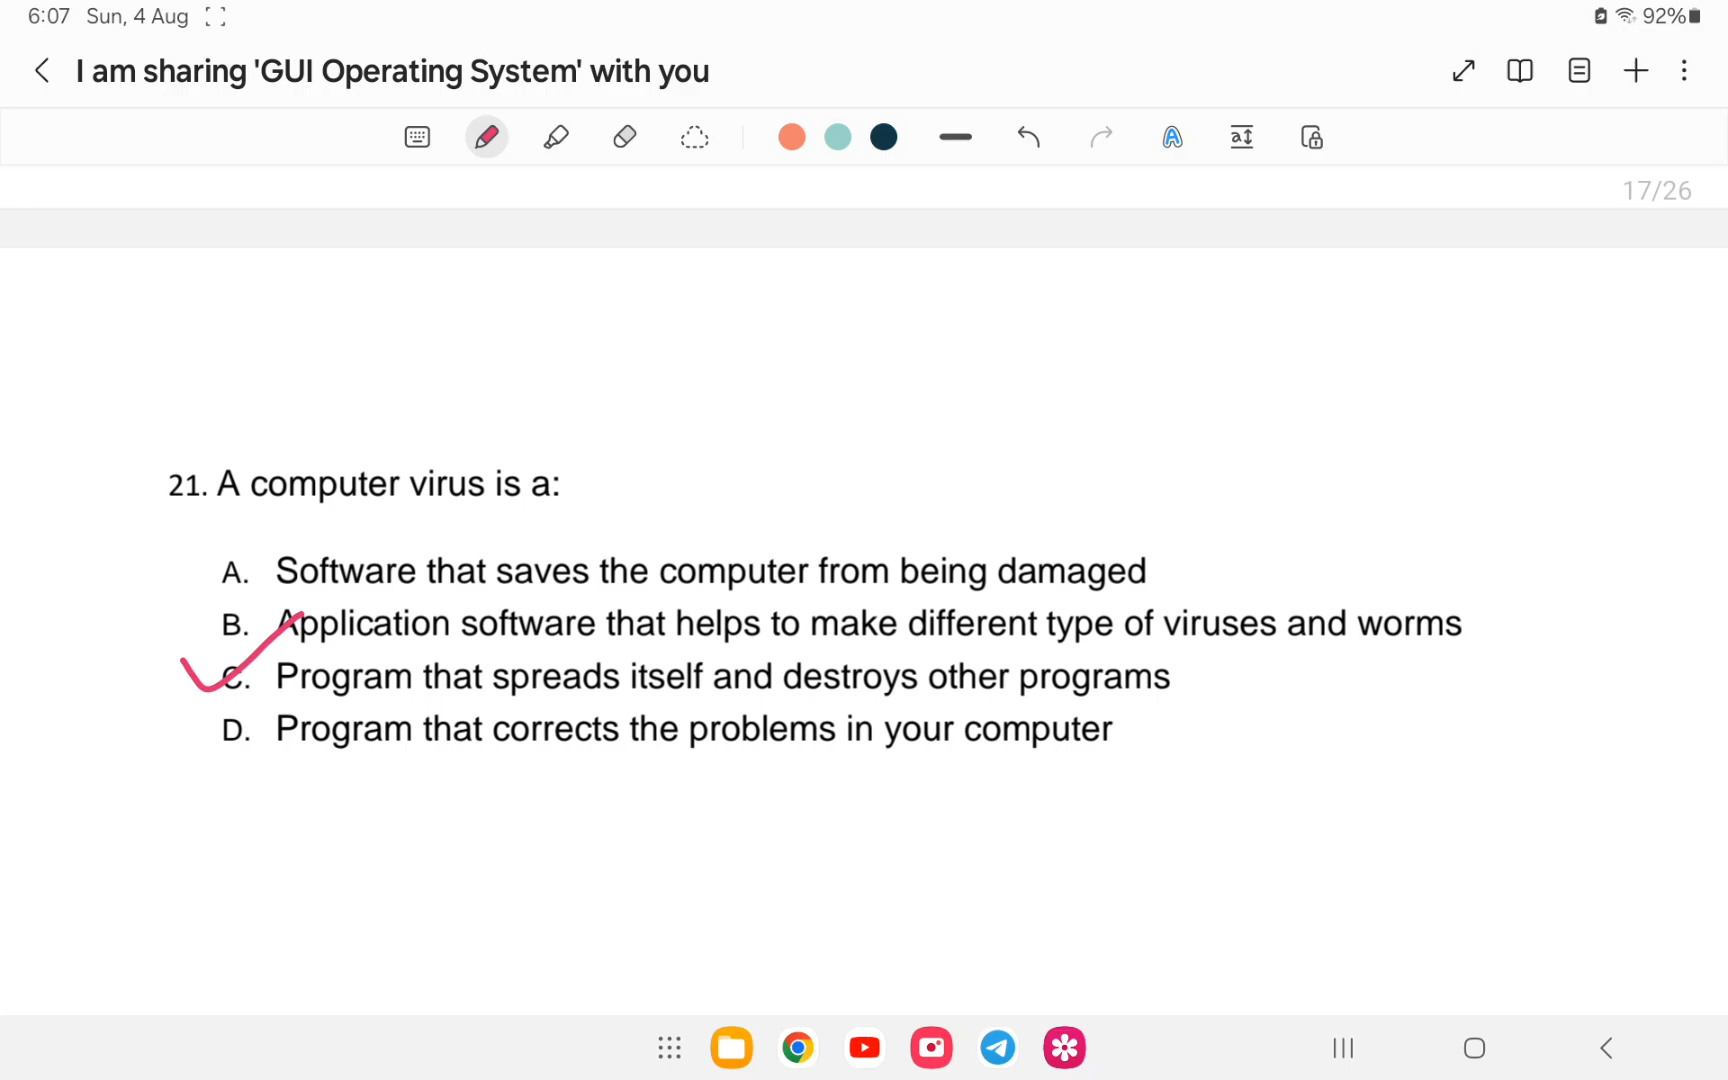 6:07 Sun, 4 Aug 92%
I am sharing 'GUI Operating System' with you
17/26
21. A computer virus is a:
A. Software that saves the computer from being damaged
B. Application software that helps to make different type of viruses and worms
C. Program that spreads itself and destroys other programs
D. Program that corrects the problems in your computer